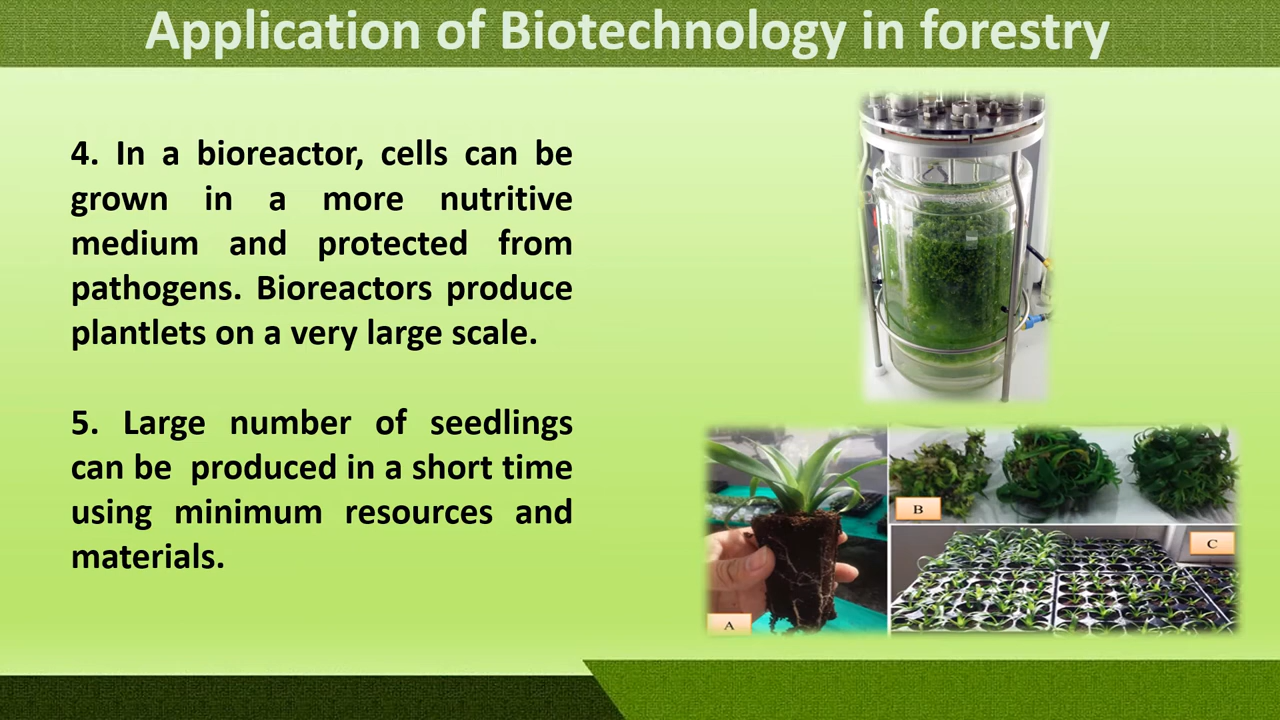 Application of Biotechnology in forestry
4. In a bioreactor, cells can be
grown in a more nutritive
medium and protected from
pathogens. Bioreactors produce
plantlets on a very large scale.
5. Large number of seedlings
can be  produced in a short time
using minimum resources and
materials.
B
C
A